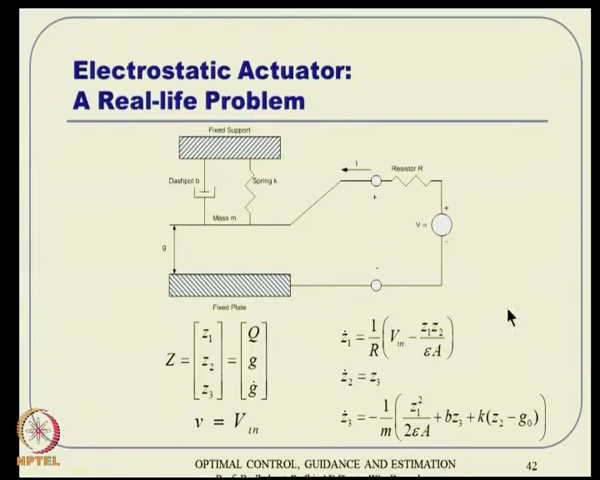 Electrostatic Actuator:
A Real-life Problem
Fixed Support
Dashpot b
Spring k
Mass m
g
Fixed Plate
I
Resistor R
+
+
V in
-
-
Z = [z₁ z₂ z₃] = [Q g ġ]
v = V_in
ż₁ = 1/R (V_in − z₁z₂/εA)
ż₂ = z₃
ż₃ = −1/m (z₁²/2εA + bz₃ + k(z₂ − g₀))
NPTEL
OPTIMAL CONTROL, GUIDANCE AND ESTIMATION
42